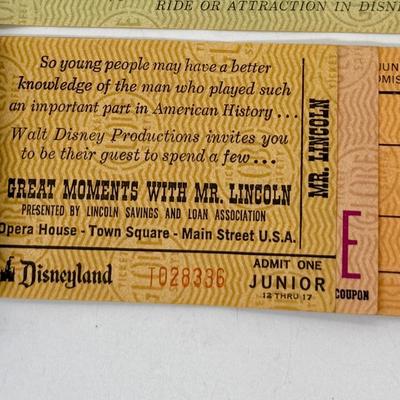 RIDE OR ATTRACTION IN DISNE
So young people may have a better
knowledge of the man who played such
an important part in American History...
Walt Disney Productions invites you
to be their guest to spend a few...
GREAT MOMENTS WITH MR. LINCOLN
PRESENTED BY LINCOLN SAVINGS AND LOAN ASSOCIATION
Opera House - Town Square - Main Street U.S.A.
Disneyland
T028336
ADMIT ONE
JUNIOR
12 THRU 17
MR. LINCOLN
E
COUPON
JUN